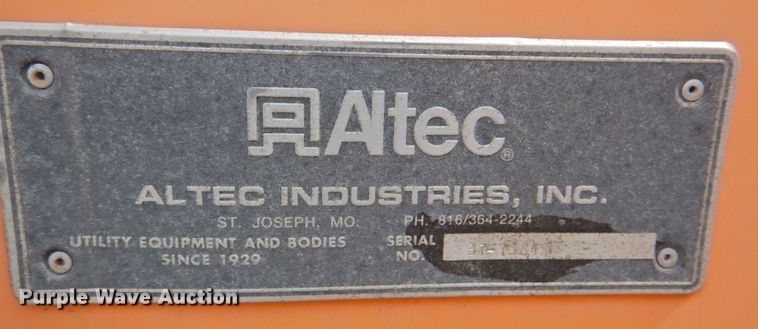 Altec®
ALTEC INDUSTRIES, INC.
ST. JOSEPH, MO. PH. 816/364-2244
UTILITY EQUIPMENT AND BODIES SERIAL
SINCE 1929 NO.
Purple Wave Auction